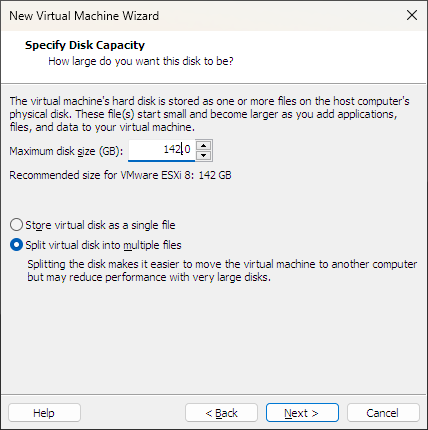 New Virtual Machine Wizard
Specify Disk Capacity
How large do you want this disk to be?
The virtual machine's hard disk is stored as one or more files on the host computer's
physical disk. These file(s) start small and become larger as you add applications,
files, and data to your virtual machine.
Maximum disk size (GB): 142.0
Recommended size for VMware ESXi 8: 142 GB
Store virtual disk as a single file
Split virtual disk into multiple files
Splitting the disk makes it easier to move the virtual machine to another computer
but may reduce performance with very large disks.
Help < Back Next > Cancel